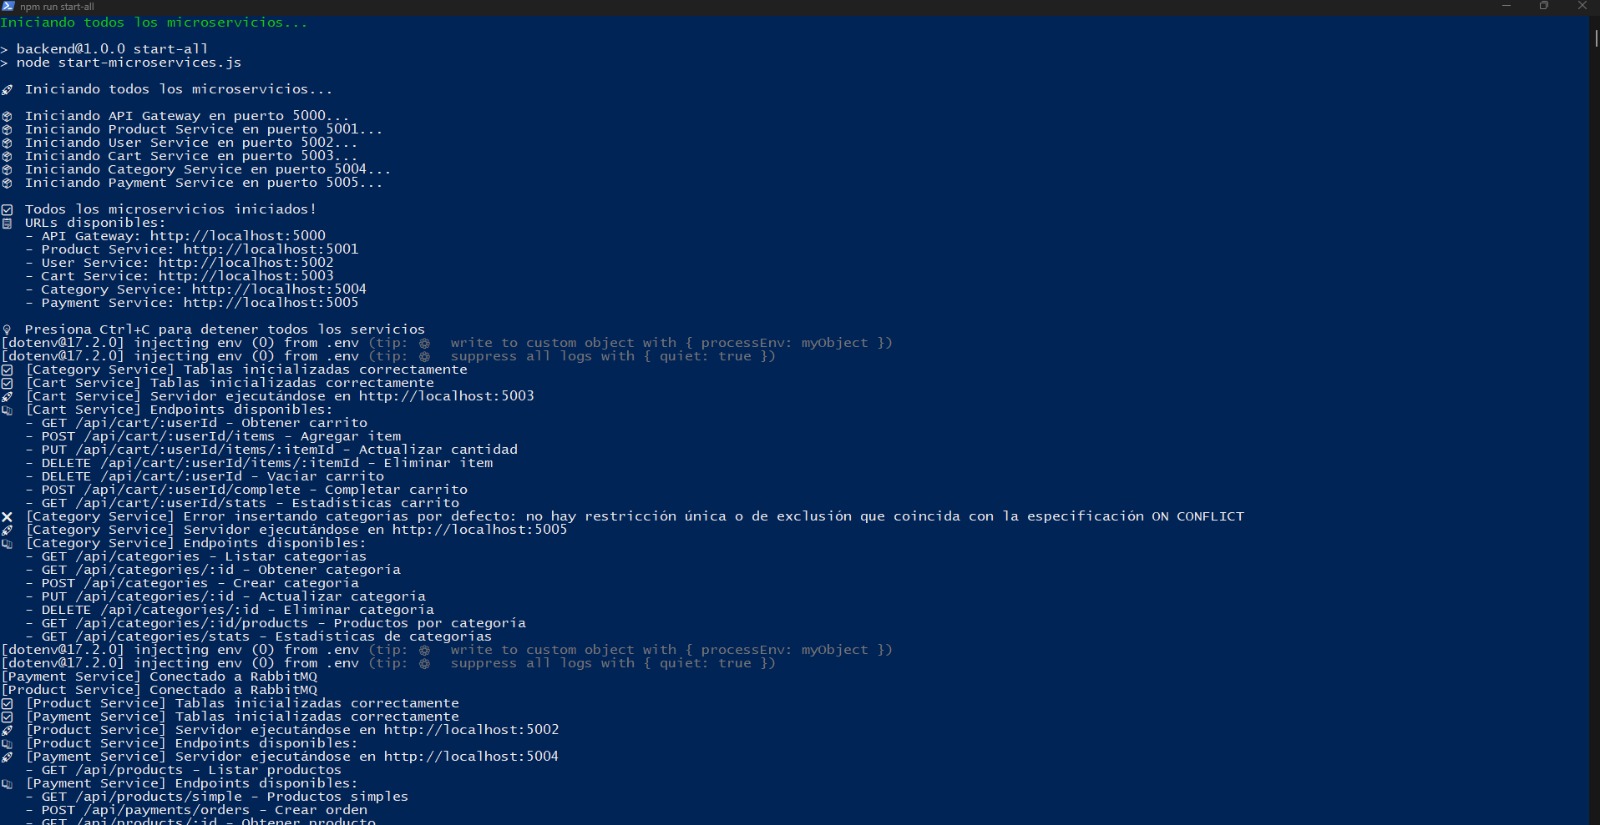 npm run start-all
Iniciando todos los microservicios...
> backend@1.0.0 start-all
> node start-microservices.js
Iniciando todos los microservicios...
Iniciando API Gateway en puerto 5000...
Iniciando Product Service en puerto 5001...
Iniciando User Service en puerto 5002...
Iniciando Cart Service en puerto 5003...
Iniciando Category Service en puerto 5004...
Iniciando Payment Service en puerto 5005...
Todos los microservicios iniciados!
URLs disponibles:
- API Gateway: http://localhost:5000
- Product Service: http://localhost:5001
- User Service: http://localhost:5002
- Cart Service: http://localhost:5003
- Category Service: http://localhost:5004
- Payment Service: http://localhost:5005
Presiona Ctrl+C para detener todos los servicios
[dotenv@17.2.0] injecting env (0) from .env (tip: ⚙ write to custom object with { processEnv: myObject })
[dotenv@17.2.0] injecting env (0) from .env (tip: ⚙ suppress all logs with { quiet: true })
[Category Service] Tablas inicializadas correctamente
[Cart Service] Tablas inicializadas correctamente
[Cart Service] Servidor ejecutándose en http://localhost:5003
[Cart Service] Endpoints disponibles:
- GET /api/cart/:userId - Obtener carrito
- POST /api/cart/:userId/items - Agregar item
- PUT /api/cart/:userId/items/:itemId - Actualizar cantidad
- DELETE /api/cart/:userId/items/:itemId - Eliminar item
- DELETE /api/cart/:userId - Vaciar carrito
- POST /api/cart/:userId/complete - Completar carrito
- GET /api/cart/:userId/stats - Estadísticas carrito
[Category Service] Error insertando categorías por defecto: no hay restricción única o de exclusión que coincida con la especificación ON CONFLICT
[Category Service] Servidor ejecutándose en http://localhost:5005
[Category Service] Endpoints disponibles:
- GET /api/categories - Listar categorías
- GET /api/categories/:id - Obtener categoría
- POST /api/categories - Crear categoría
- PUT /api/categories/:id - Actualizar categoría
- DELETE /api/categories/:id - Eliminar categoría
- GET /api/categories/:id/products - Productos por categoría
- GET /api/categories/stats - Estadísticas de categorías
[dotenv@17.2.0] injecting env (0) from .env (tip: ⚙ write to custom object with { processEnv: myObject })
[dotenv@17.2.0] injecting env (0) from .env (tip: ⚙ suppress all logs with { quiet: true })
[Payment Service] Conectado a RabbitMQ
[Product Service] Conectado a RabbitMQ
[Product Service] Tablas inicializadas correctamente
[Payment Service] Tablas inicializadas correctamente
[Product Service] Servidor ejecutándose en http://localhost:5002
[Product Service] Endpoints disponibles:
[Payment Service] Servidor ejecutándose en http://localhost:5004
- GET /api/products - Listar productos
[Payment Service] Endpoints disponibles:
- GET /api/products/simple - Productos simples
- POST /api/payments/orders - Crear orden
- GET /api/products/:id - Obtener producto